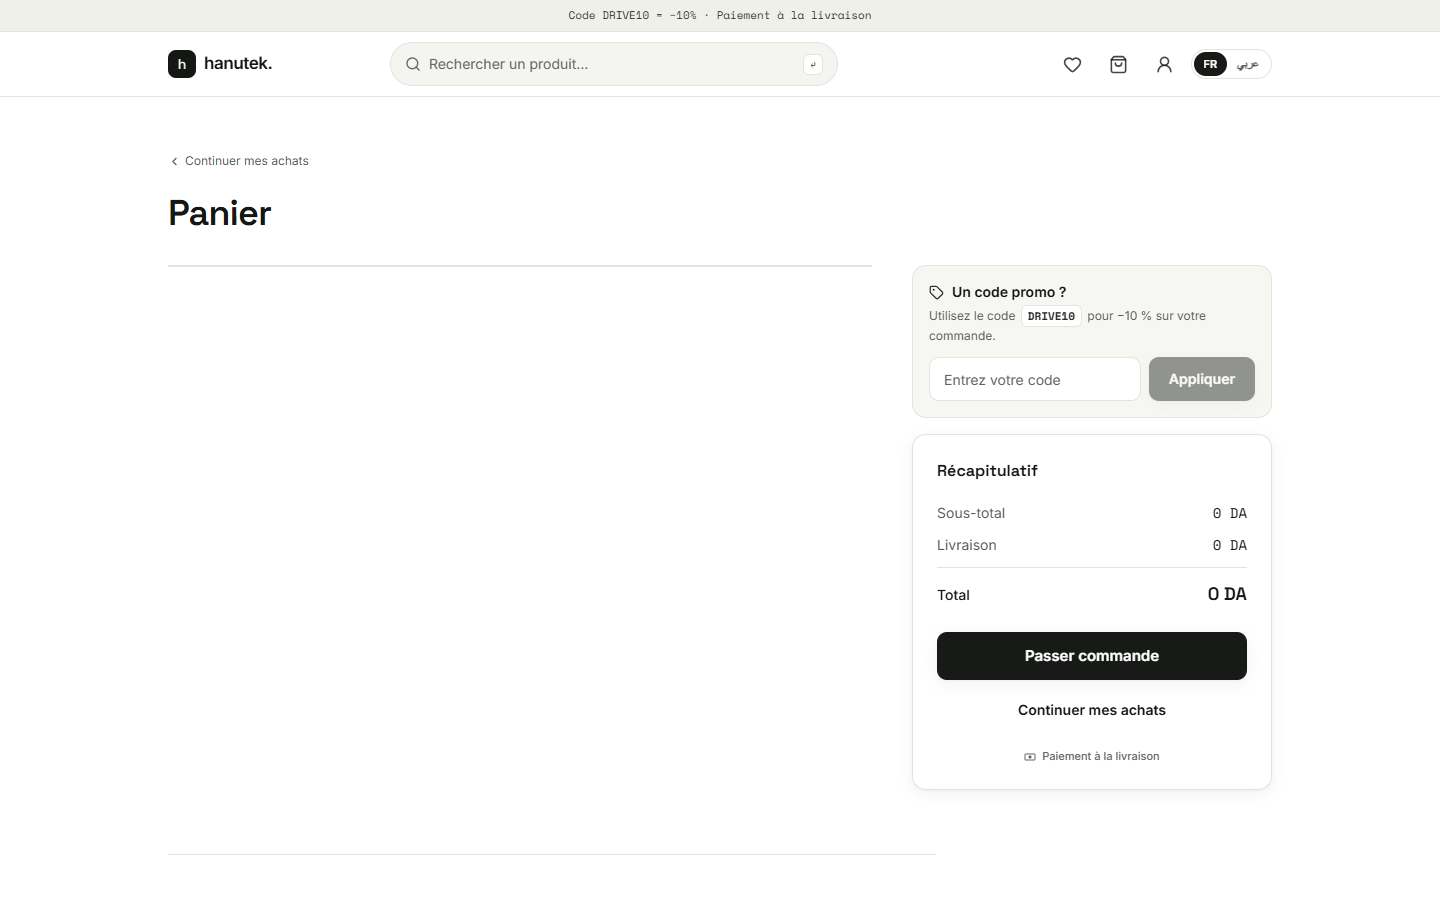 Code DRIVE10 = −10% · Paiement à la livraison
h hanutek.
Rechercher un produit...
FR عربي
Continuer mes achats
Panier
Un code promo ?
Utilisez le code DRIVE10 pour −10 % sur votre
commande.
Entrez votre code
Appliquer
Récapitulatif
Sous-total 0 DA
Livraison 0 DA
Total 0 DA
Passer commande
Continuer mes achats
Paiement à la livraison